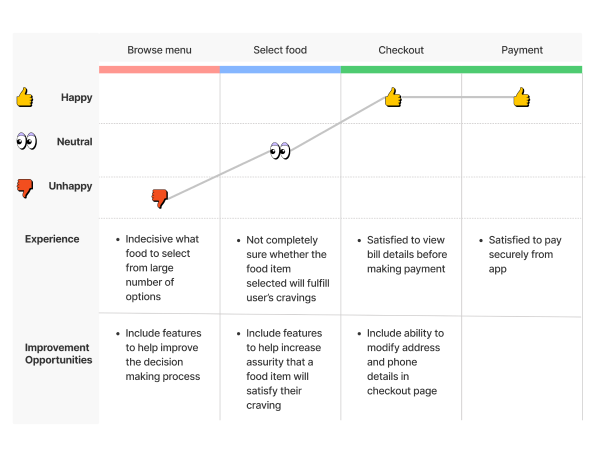 Browse menu
Select food
Checkout
Payment
Happy
Neutral
Unhappy
Experience
• Indecisive what
food to select
from large
number of
options
• Not completely
sure whether the
food item
selected will fulfill
user's cravings
• Satisfied to view
bill details before
making payment
• Satisfied to pay
securely from
app
Improvement
Opportunities
• Include features
to help improve
the decision
making process
• Include features
to help increase
assurity that a
food item will
satisfy their
craving
• Include ability to
modify address
and phone
details in
checkout page